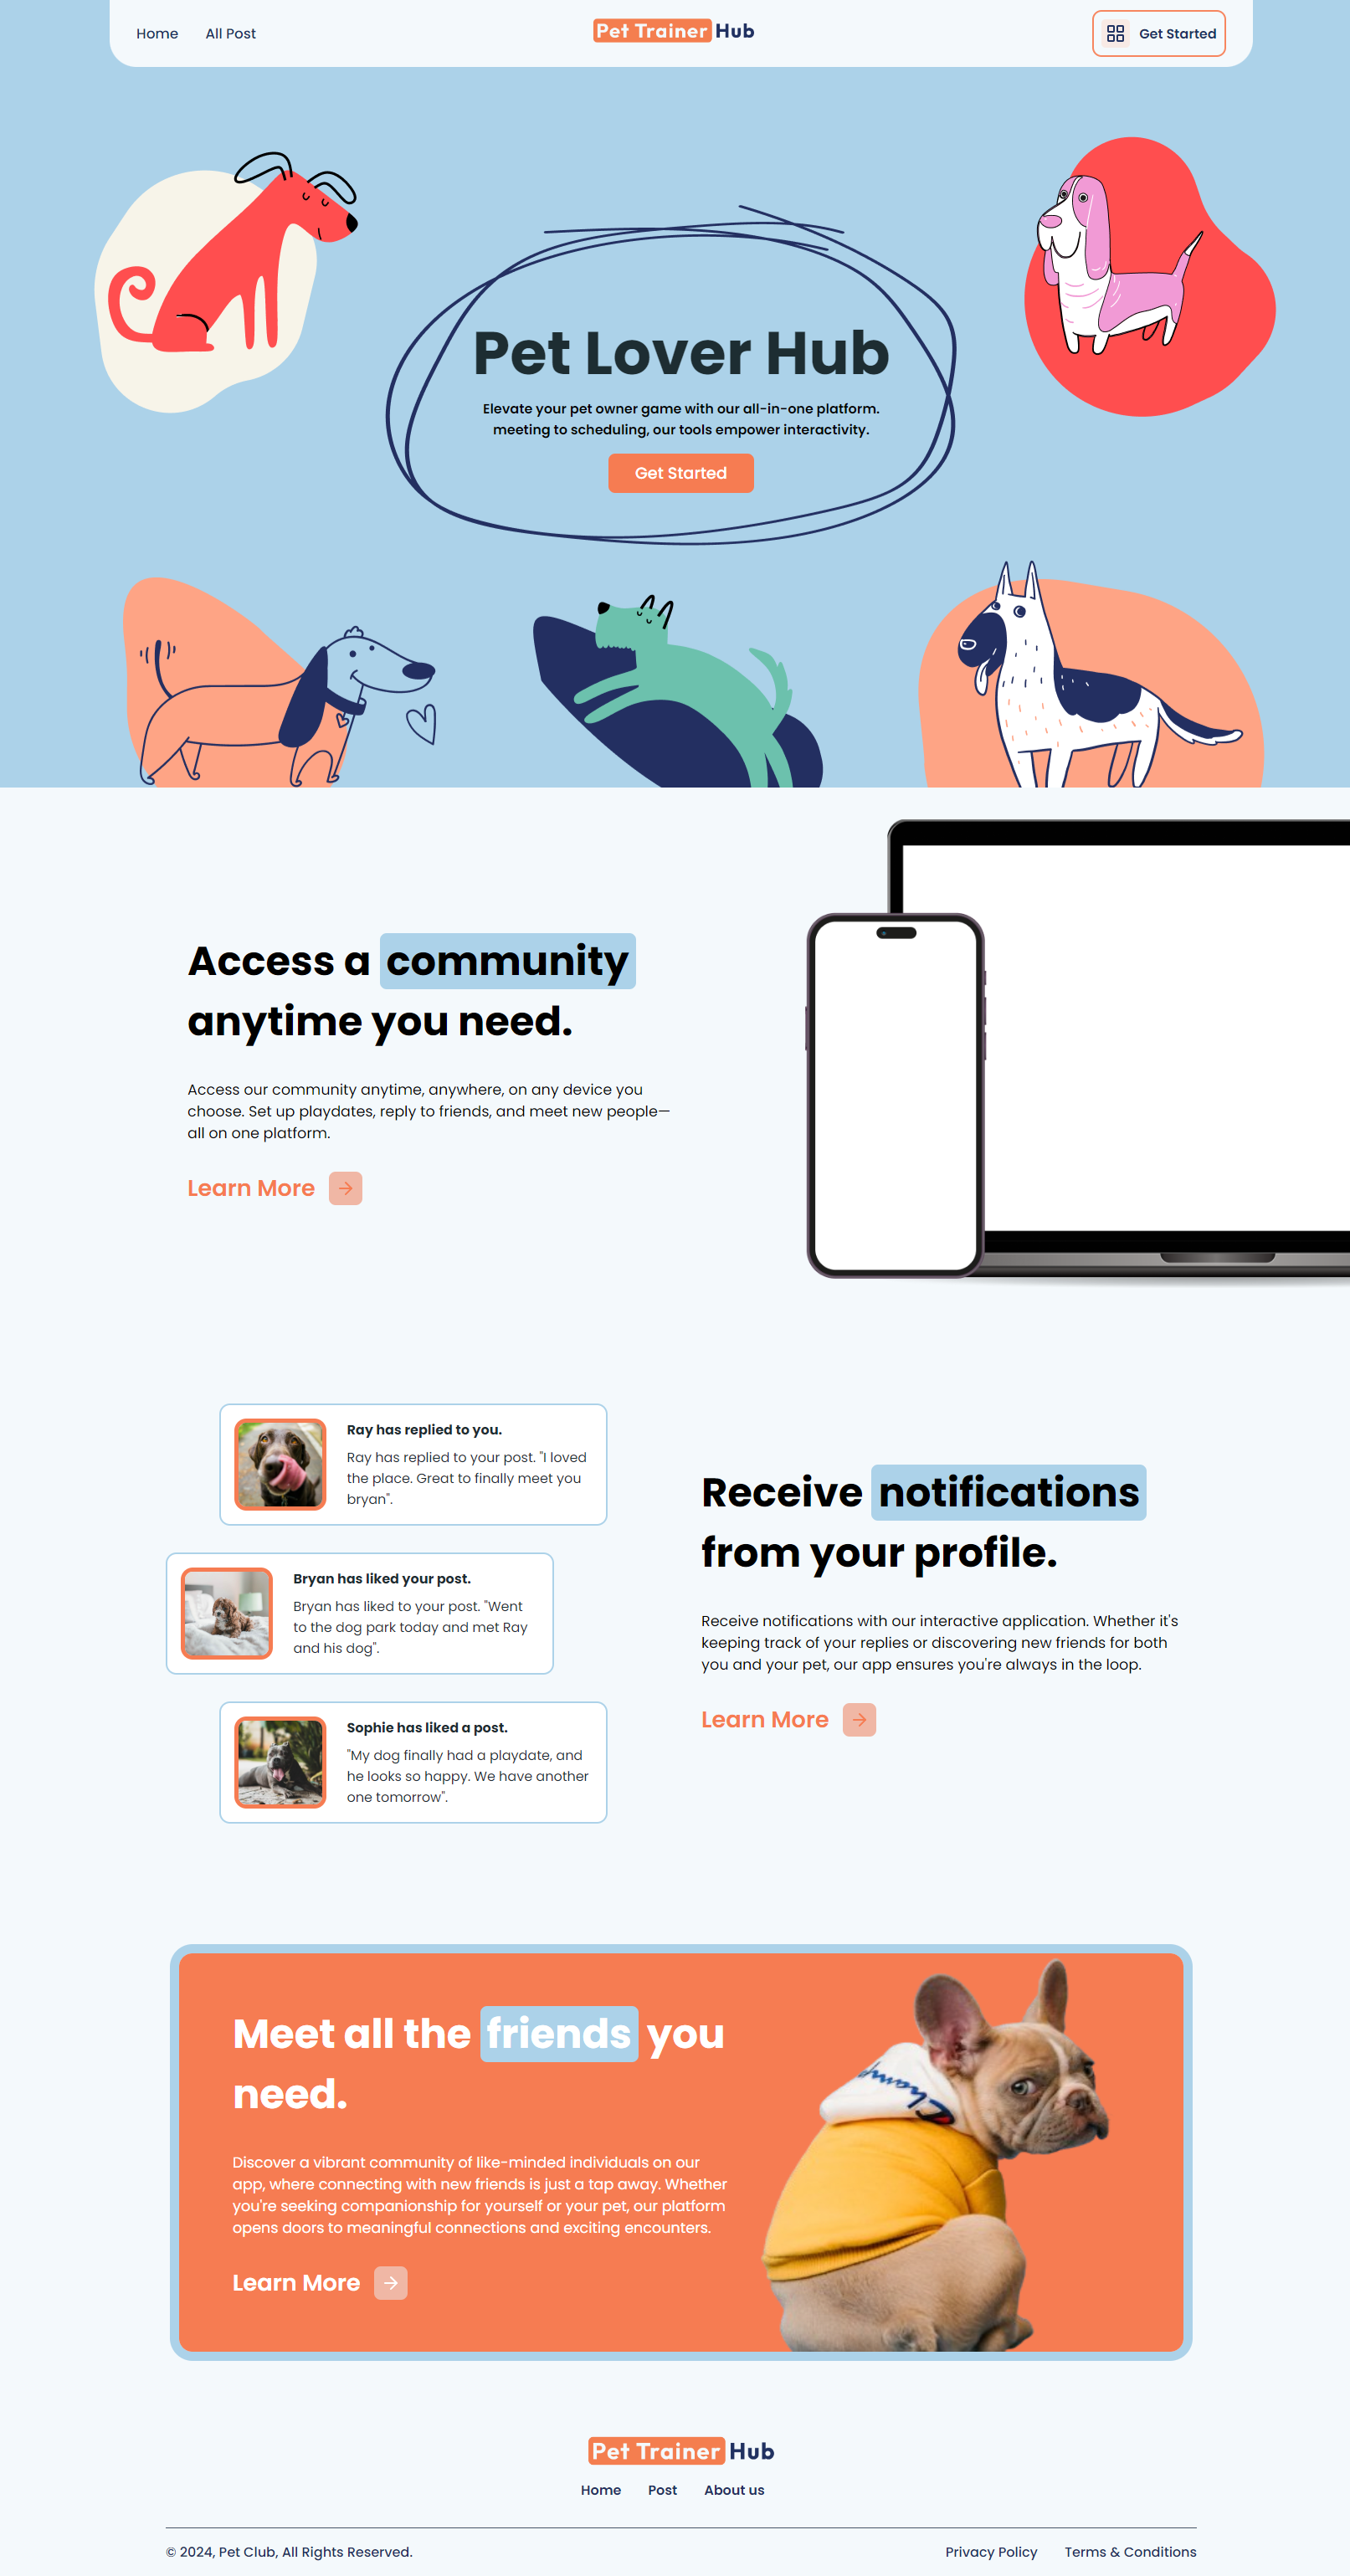 Home
All Post
Pet Trainer Hub
Get Started
Pet Lover Hub
Elevate your pet owner game with our all-in-one platform.
meeting to scheduling, our tools empower interactivity.
Get Started
Access a community
anytime you need.
Access our community anytime, anywhere, on any device you
choose. Set up playdates, reply to friends, and meet new people—
all on one platform.
Learn More
Ray has replied to you.
Ray has replied to your post. "I loved
the place. Great to finally meet you
bryan".
Bryan has liked your post.
Bryan has liked to your post. "Went
to the dog park today and met Ray
and his dog".
Sophie has liked a post.
"My dog finally had a playdate, and
he looks so happy. We have another
one tomorrow".
Receive notifications
from your profile.
Receive notifications with our interactive application. Whether it's
keeping track of your replies or discovering new friends for both
you and your pet, our app ensures you're always in the loop.
Learn More
Meet all the friends you
need.
Discover a vibrant community of like-minded individuals on our
app, where connecting with new friends is just a tap away. Whether
you're seeking companionship for yourself or your pet, our platform
opens doors to meaningful connections and exciting encounters.
Learn More
Pet Trainer Hub
Home
Post
About us
© 2024, Pet Club, All Rights Reserved.
Privacy Policy
Terms & Conditions